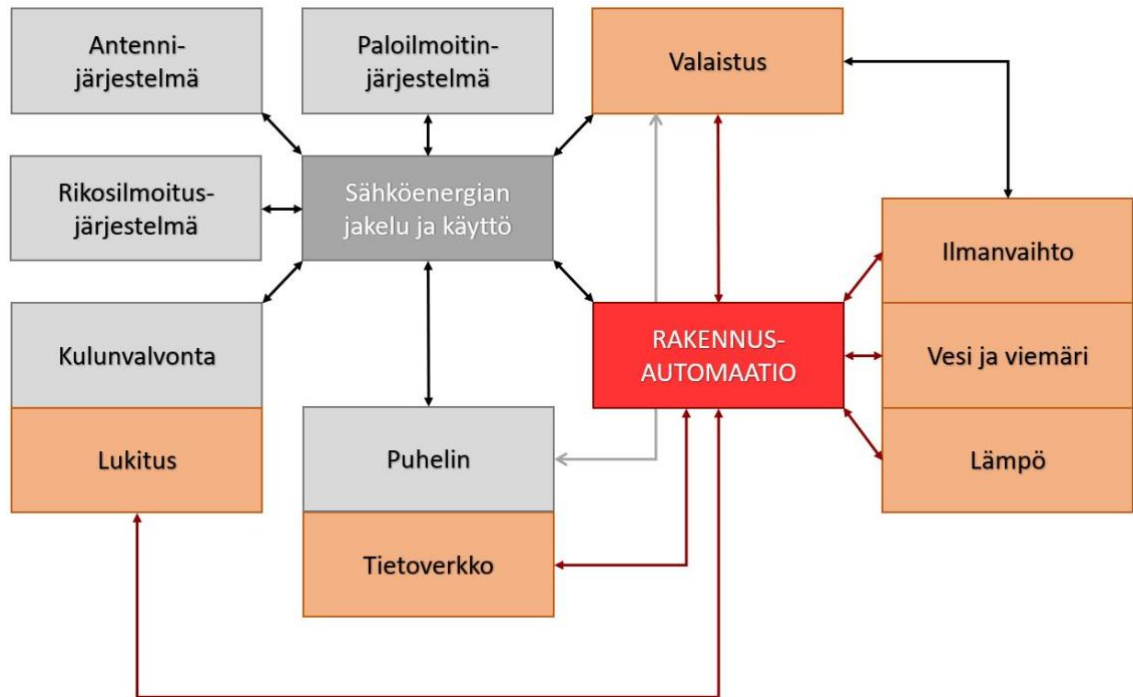 Antenni-
järjestelmä
Paloilmoitin-
järjestelmä
Valaistus
Rikosilmoitus-
järjestelmä
Sähköenergian
jakelu ja käyttö
Ilmanvaihto
Kulunvalvonta
RAKENNUS-
AUTOMAATIO
Vesi ja viemäri
Lukitus
Puhelin
Lämpö
Tietoverkko